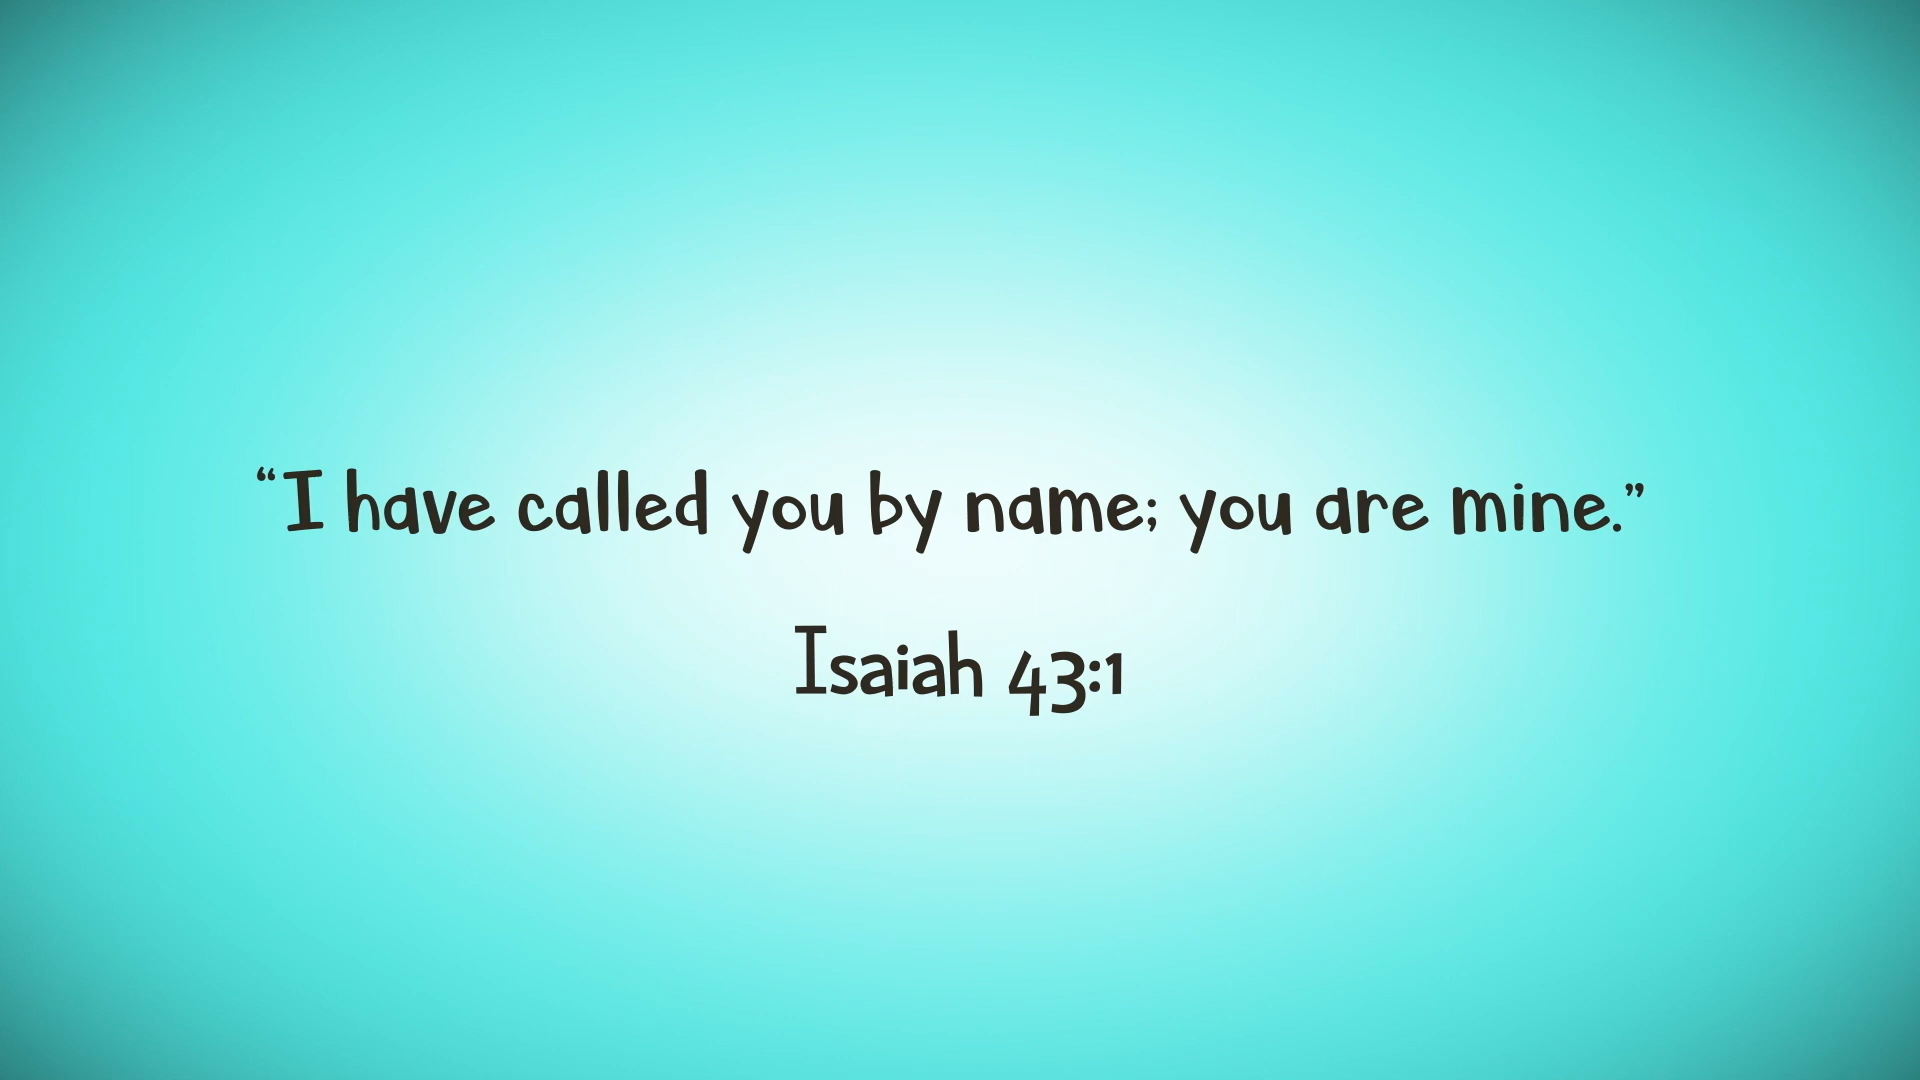 “I have called you by name; you are mine.”
Isaiah 43:1